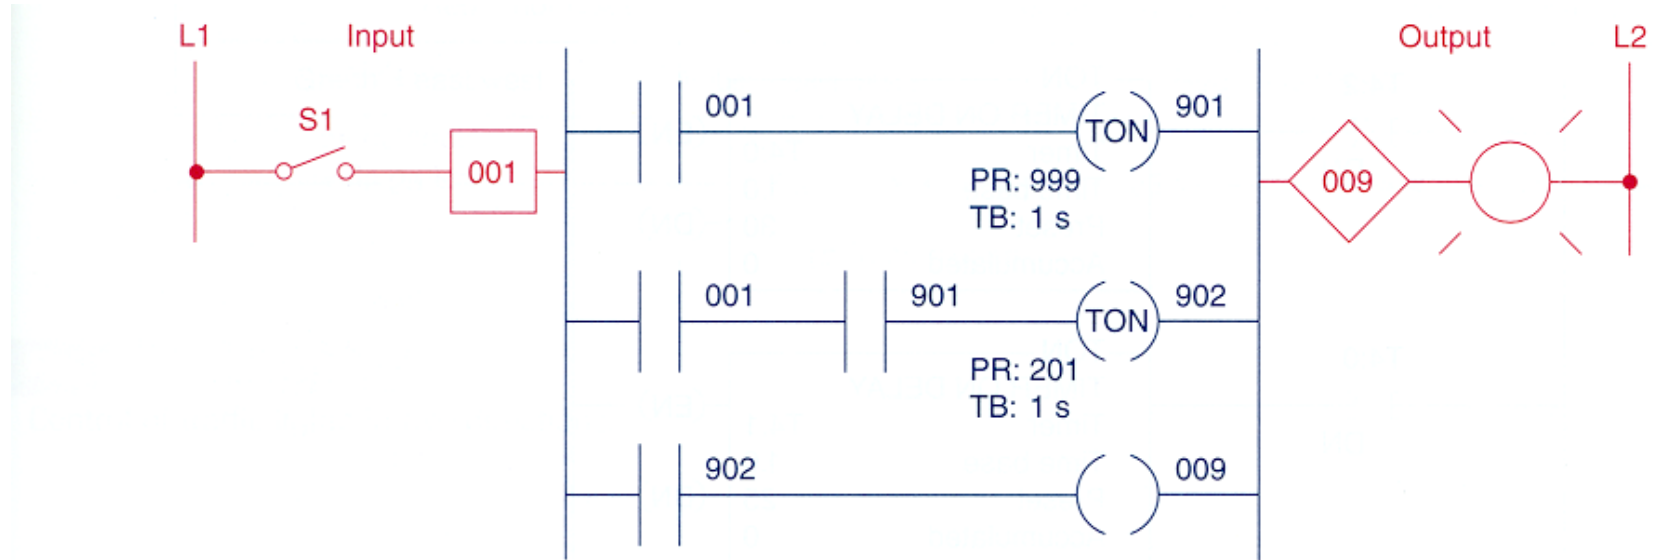 L1 Input Output L2
S1
001
001 TON 901
PR: 999
TB: 1 s
009
001 901 TON 902
PR: 201
TB: 1 s
902 009